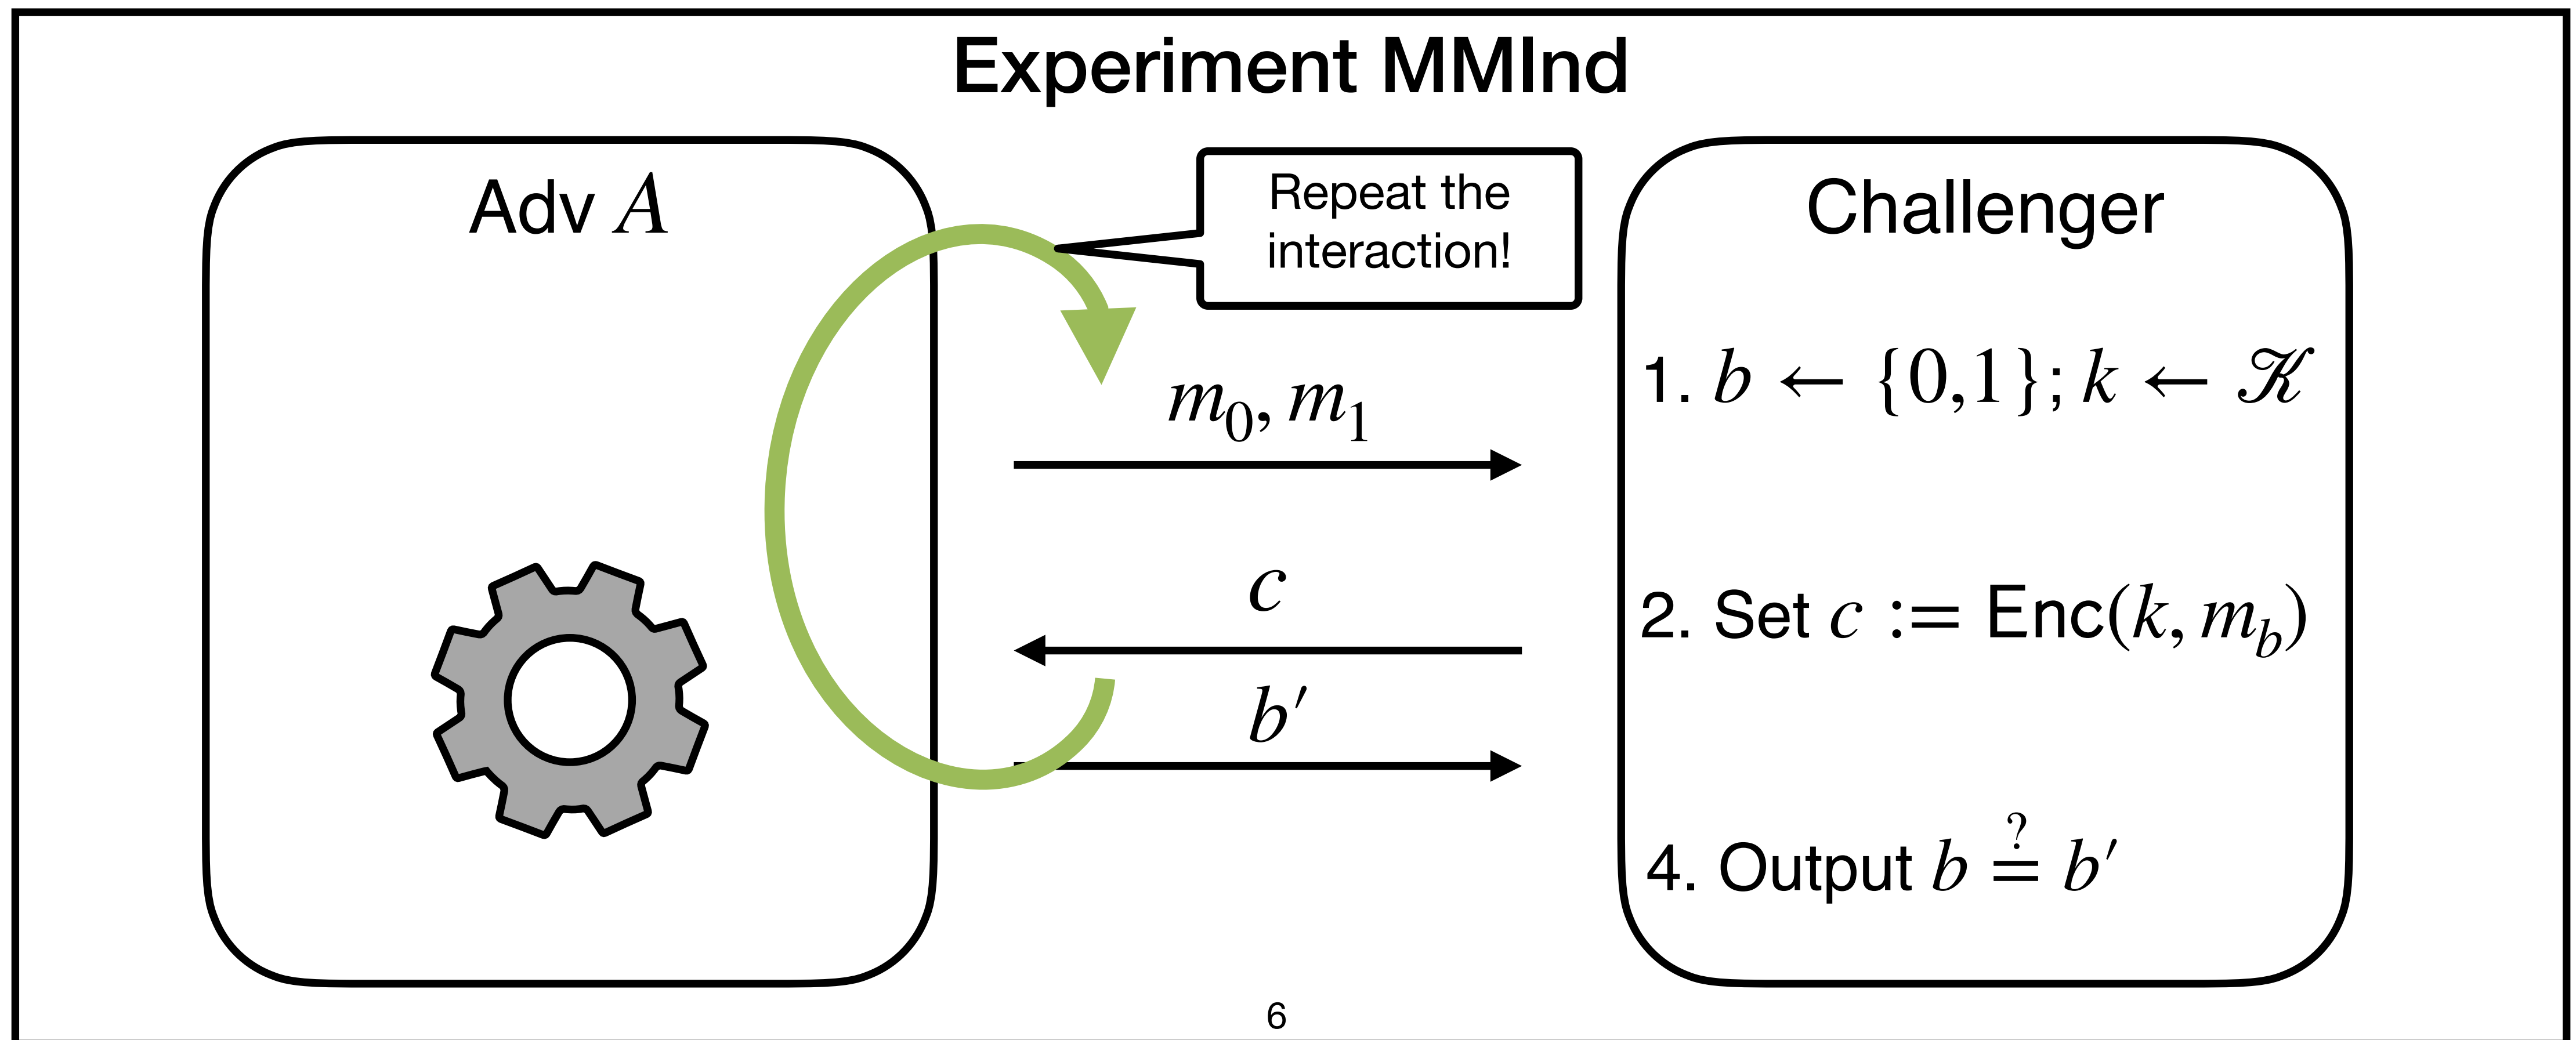 Experiment MMInd
Adv A
Repeat the
interaction!
Challenger
1. b ← {0,1}; k ← 𝒦
m₀, m₁
c
2. Set c := Enc(k, m_b)
b′
4. Output b ≟ b′
6